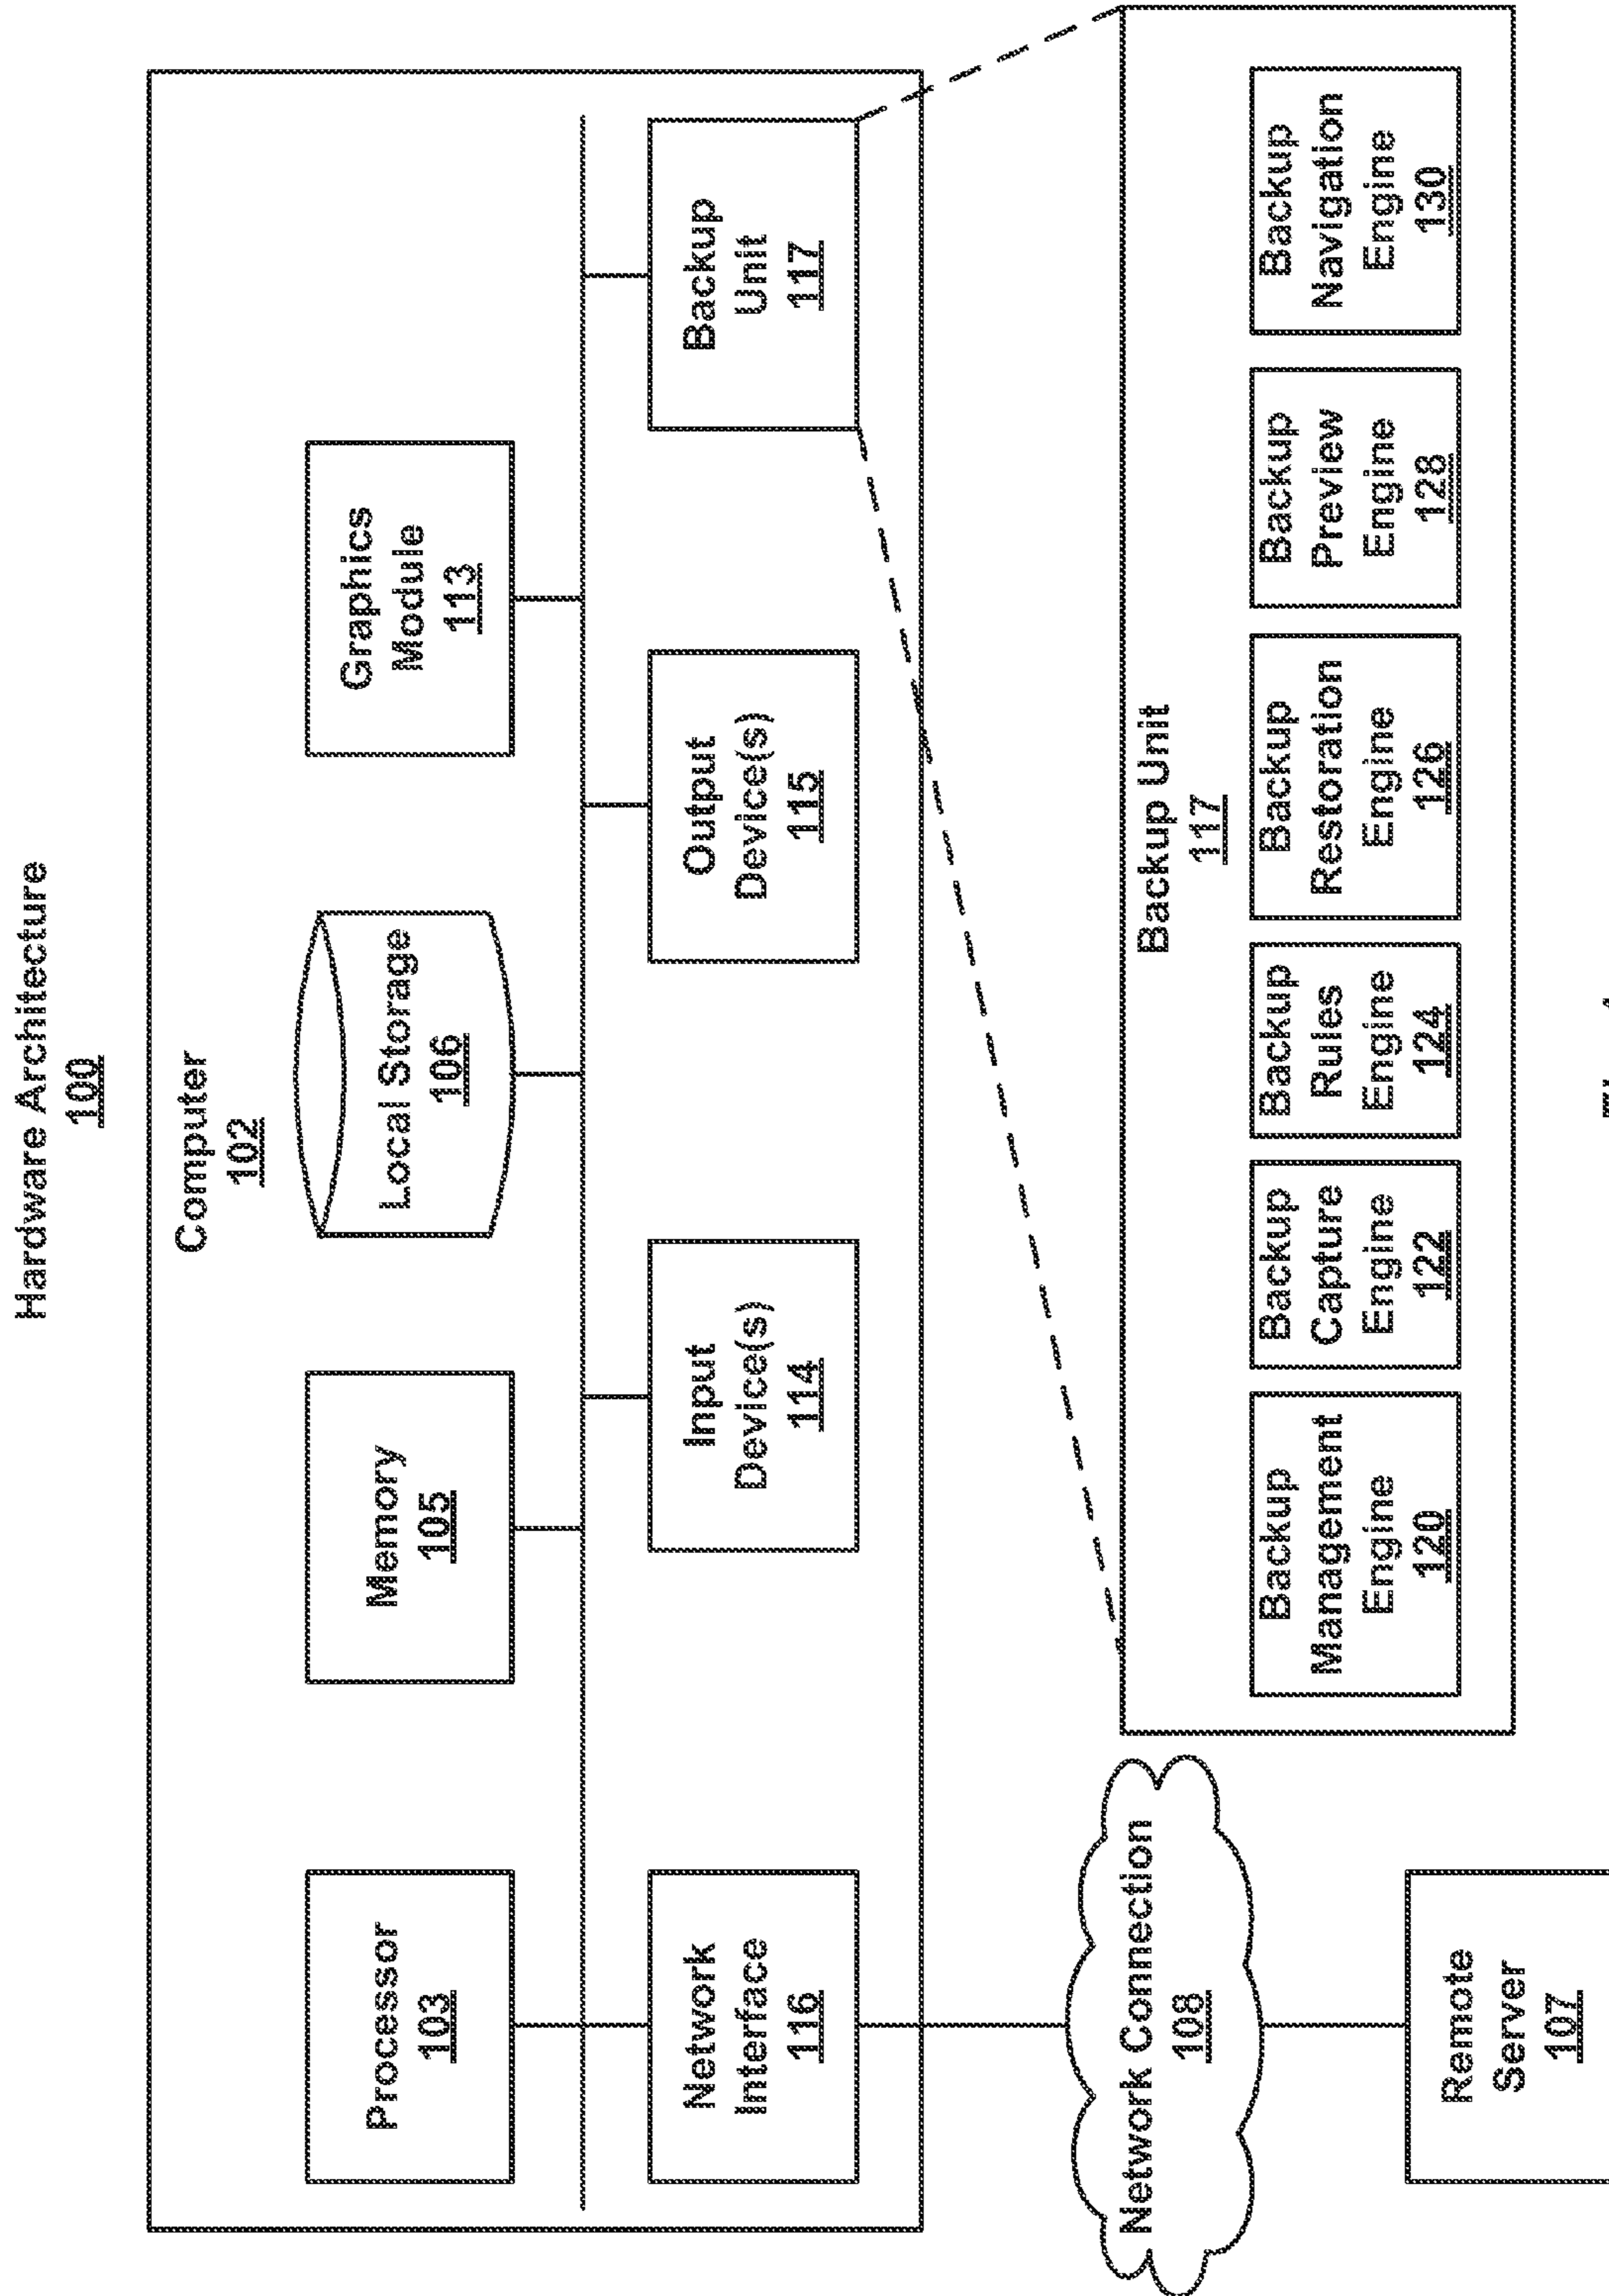 Hardware Architecture
100
Computer
102
Processor
103
Memory
105
Local Storage
106
Graphics
Module
113
Network
Interface
116
Input
Device(s)
114
Output
Device(s)
115
Backup
Unit
117
Network Connection
108
Remote
Server
107
Backup Unit
117
Backup
Management
Engine
120
Backup
Capture
Engine
122
Backup
Rules
Engine
124
Backup
Restoration
Engine
126
Backup
Preview
Engine
128
Backup
Navigation
Engine
130